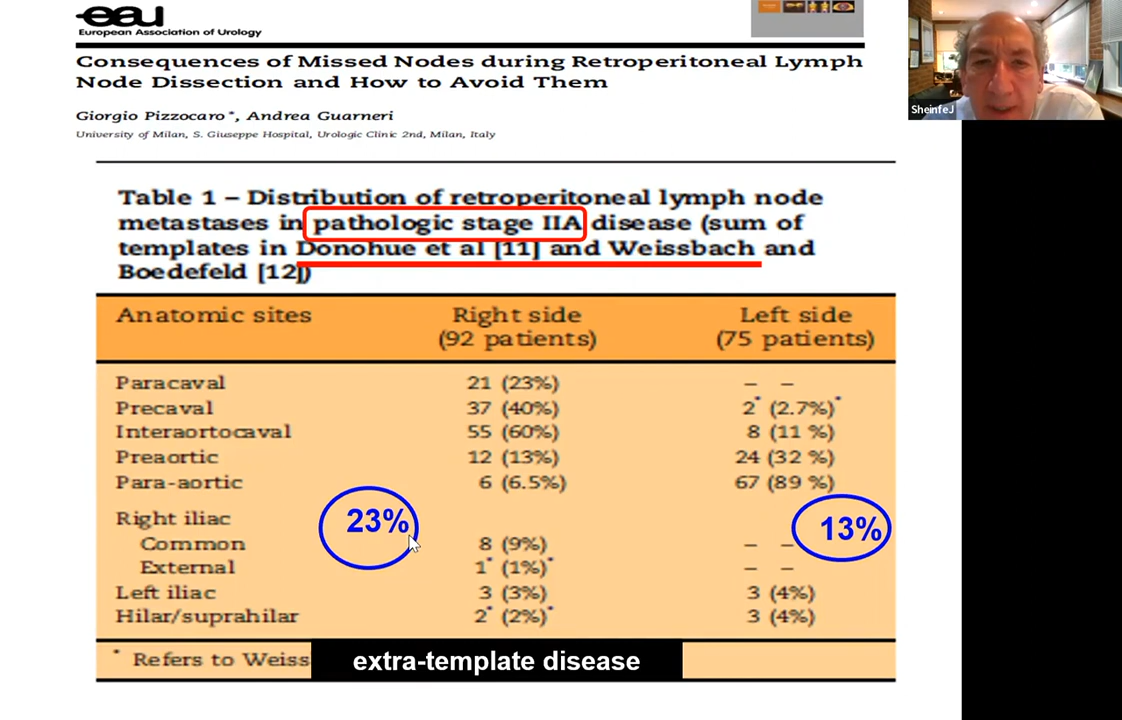 eau
European Association of Urology
SheinfeJ
Consequences of Missed Nodes during Retroperitoneal Lymph
Node Dissection and How to Avoid Them
Giorgio Pizzocaro*, Andrea Guarneri
University of Milan, S. Giuseppe Hospital, Urologic Clinic 2nd, Milan, Italy
Table 1 – Distribution of retroperitoneal lymph node
metastases in pathologic stage IIA disease (sum of
templates in Donohue et al [11] and Weissbach and
Boedefeld [12])
Anatomic sites Right side Left side
(92 patients) (75 patients)
Paracaval 21 (23%) – –
Precaval 37 (40%) 2* (2.7%)*
Interaortocaval 55 (60%) 8 (11 %)
Preaortic 12 (13%) 24 (32 %)
Para-aortic 6 (6.5%) 67 (89 %)
Right iliac 23% 13%
Common 8 (9%) – –
External 1* (1%)* – –
Left iliac 3 (3%) 3 (4%)
Hilar/suprahilar 2* (2%)* 3 (4%)
* Refers to Weiss
extra-template disease